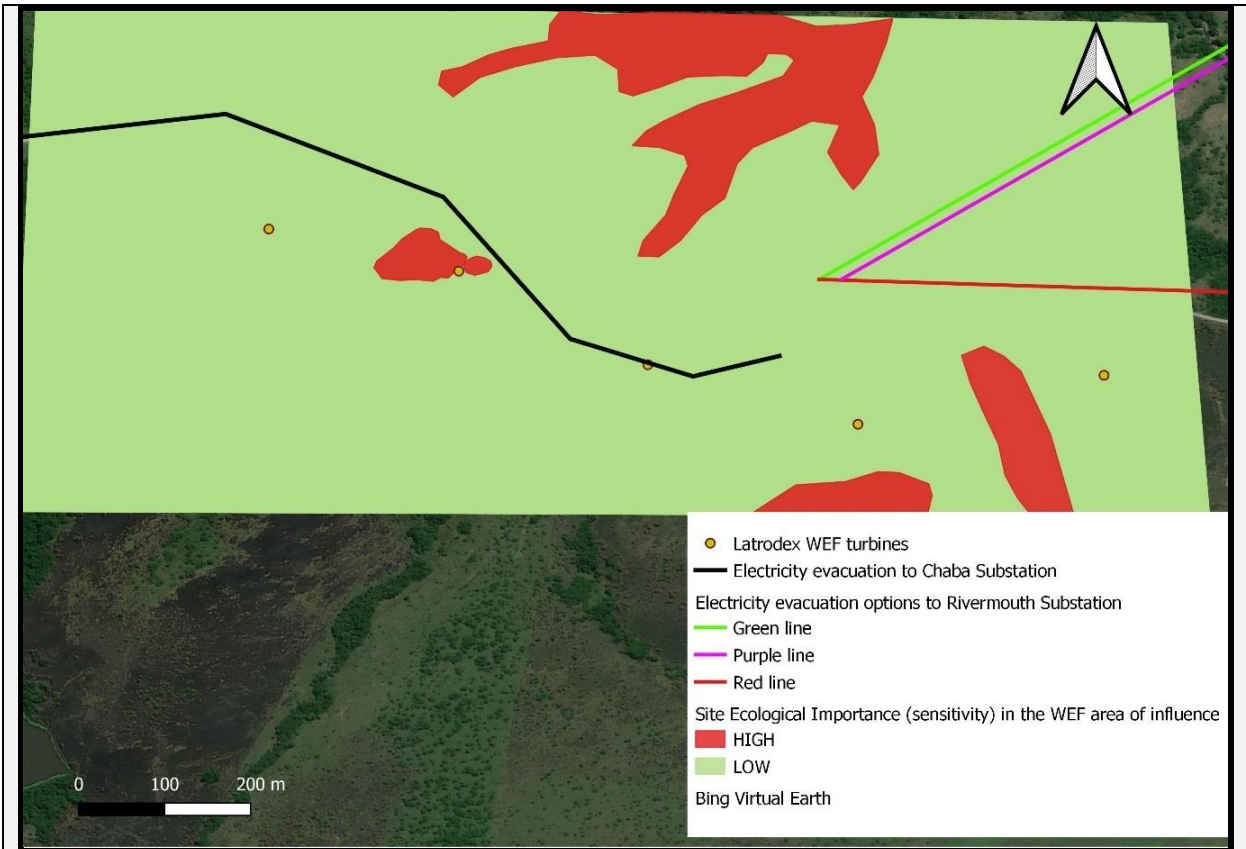 Latrodex WEF turbines
Electricity evacuation to Chaba Substation
Electricity evacuation options to Rivermouth Substation
Green line
Purple line
Red line
Site Ecological Importance (sensitivity) in the WEF area of influence
HIGH
LOW
Bing Virtual Earth
0 100 200 m